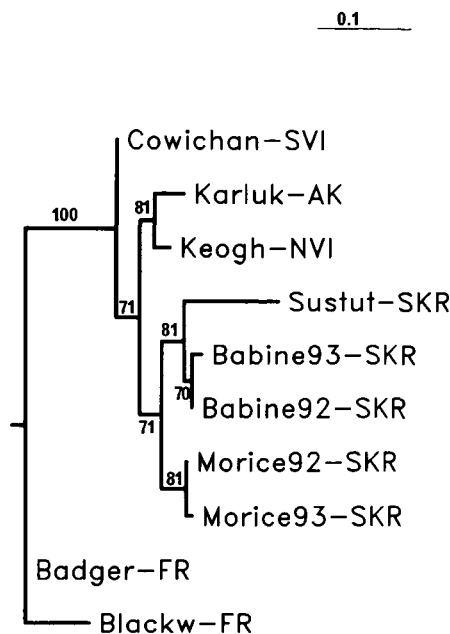 0.1
Cowichan-SVI
Karluk-AK
81
100
Keogh-NVI
Sustut-SKR
71
81
Babine93-SKR
70
Babine92-SKR
71
Morice92-SKR
81
Morice93-SKR
Badger-FR
Blackw-FR